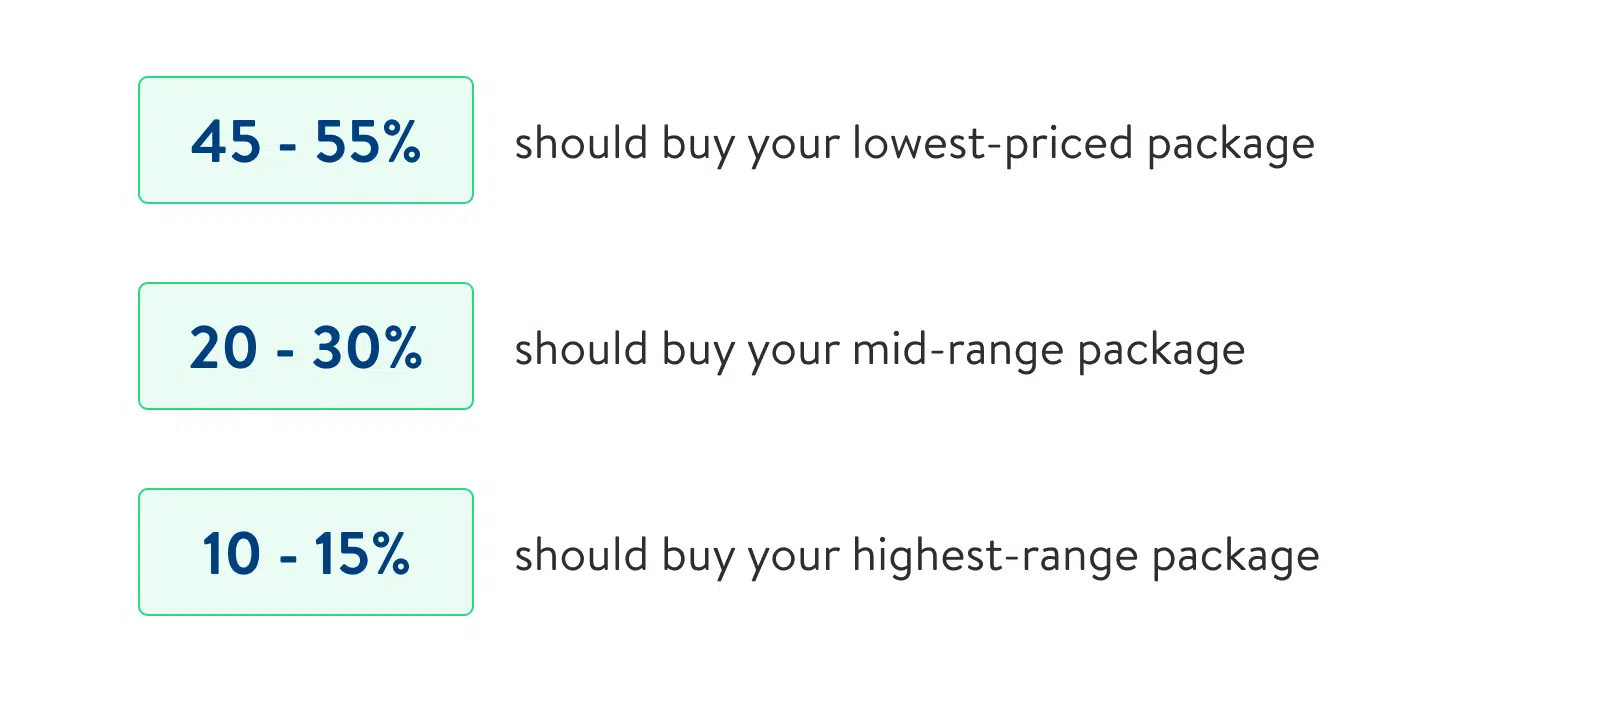 45 - 55% should buy your lowest-priced package
20 - 30% should buy your mid-range package
10 - 15% should buy your highest-range package